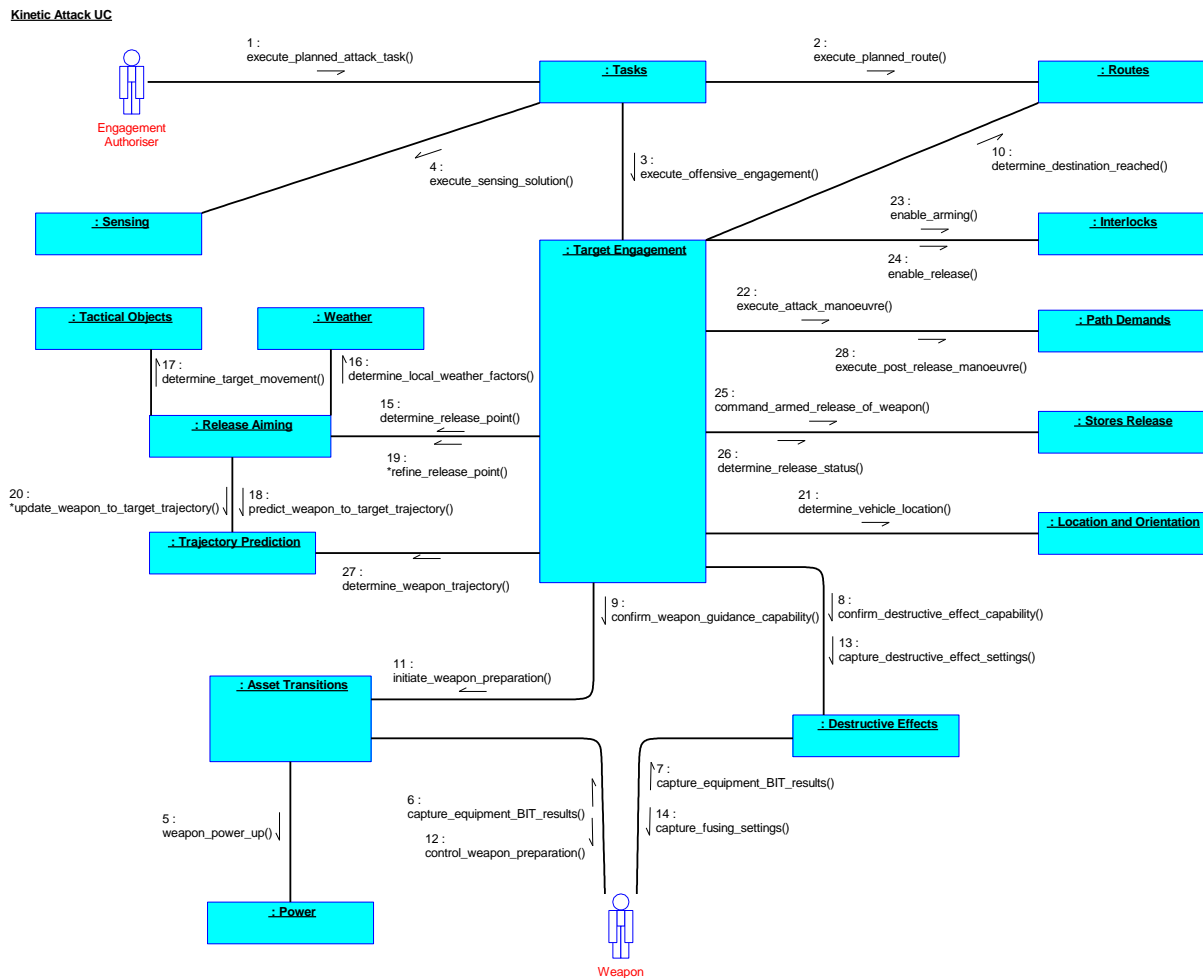 Kinetic Attack UC
1 :
execute_planned_attack_task()
2 :
execute_planned_route()
: Tasks
: Routes
Engagement
Authoriser
4 :
execute_sensing_solution()
3 :
execute_offensive_engagement()
10 :
determine_destination_reached()
: Sensing
: Target Engagement
23 :
enable_arming()
: Interlocks
24 :
enable_release()
22 :
execute_attack_manoeuvre()
: Tactical Objects
: Weather
: Path Demands
17 :
determine_target_movement()
16 :
determine_local_weather_factors()
28 :
execute_post_release_manoeuvre()
15 :
determine_release_point()
25 :
command_armed_release_of_weapon()
: Release Aiming
: Stores Release
19 :
*refine_release_point()
26 :
determine_release_status()
20 :
*update_weapon_to_target_trajectory()
18 :
predict_weapon_to_target_trajectory()
21 :
determine_vehicle_location()
: Location and Orientation
: Trajectory Prediction
27 :
determine_weapon_trajectory()
9 :
confirm_weapon_guidance_capability()
8 :
confirm_destructive_effect_capability()
13 :
capture_destructive_effect_settings()
11 :
initiate_weapon_preparation()
: Asset Transitions
: Destructive Effects
7 :
capture_equipment_BIT_results()
6 :
capture_equipment_BIT_results()
14 :
capture_fusing_settings()
5 :
weapon_power_up()
12 :
control_weapon_preparation()
: Power
Weapon